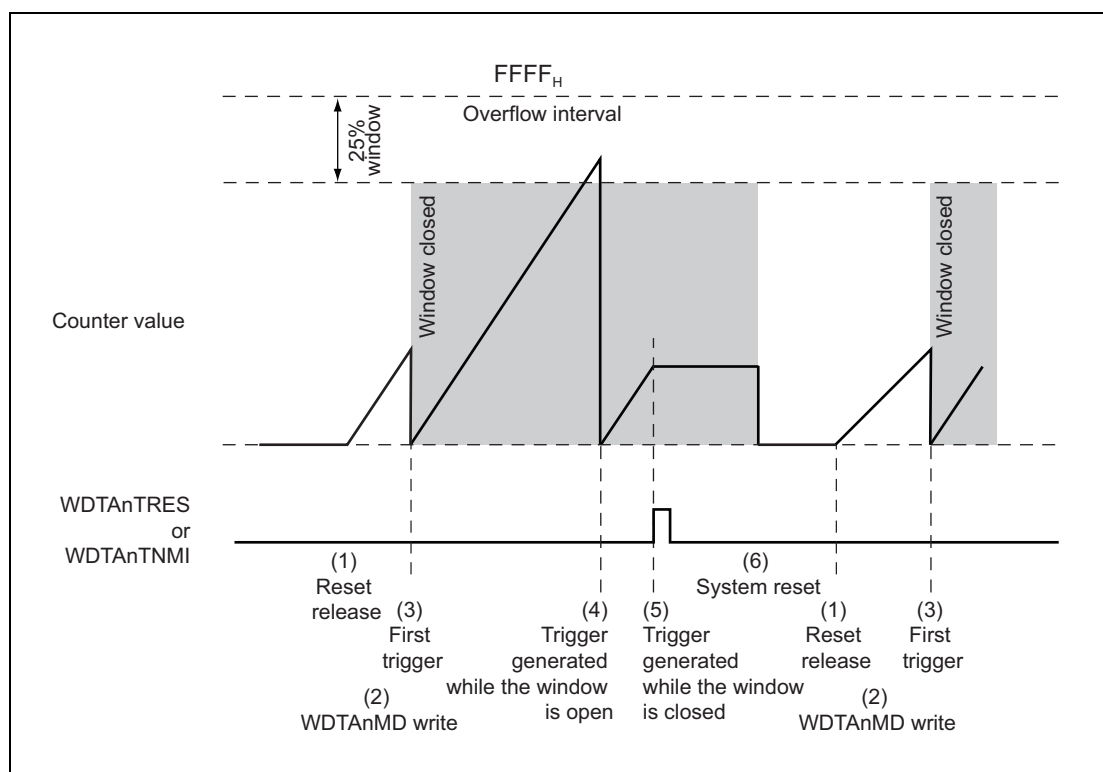 FFFFH
Overflow interval
25%
window
Window closed
Window closed
Counter value
WDTAnTRES
or
WDTAnTNMI
(1)
Reset
release
(3)
First
trigger
(2)
WDTAnMD write
(4)
Trigger
generated
while the window
is open
(5)
Trigger
generated
while the window
is closed
(6)
System reset
(1)
Reset
release
(3)
First
trigger
(2)
WDTAnMD write